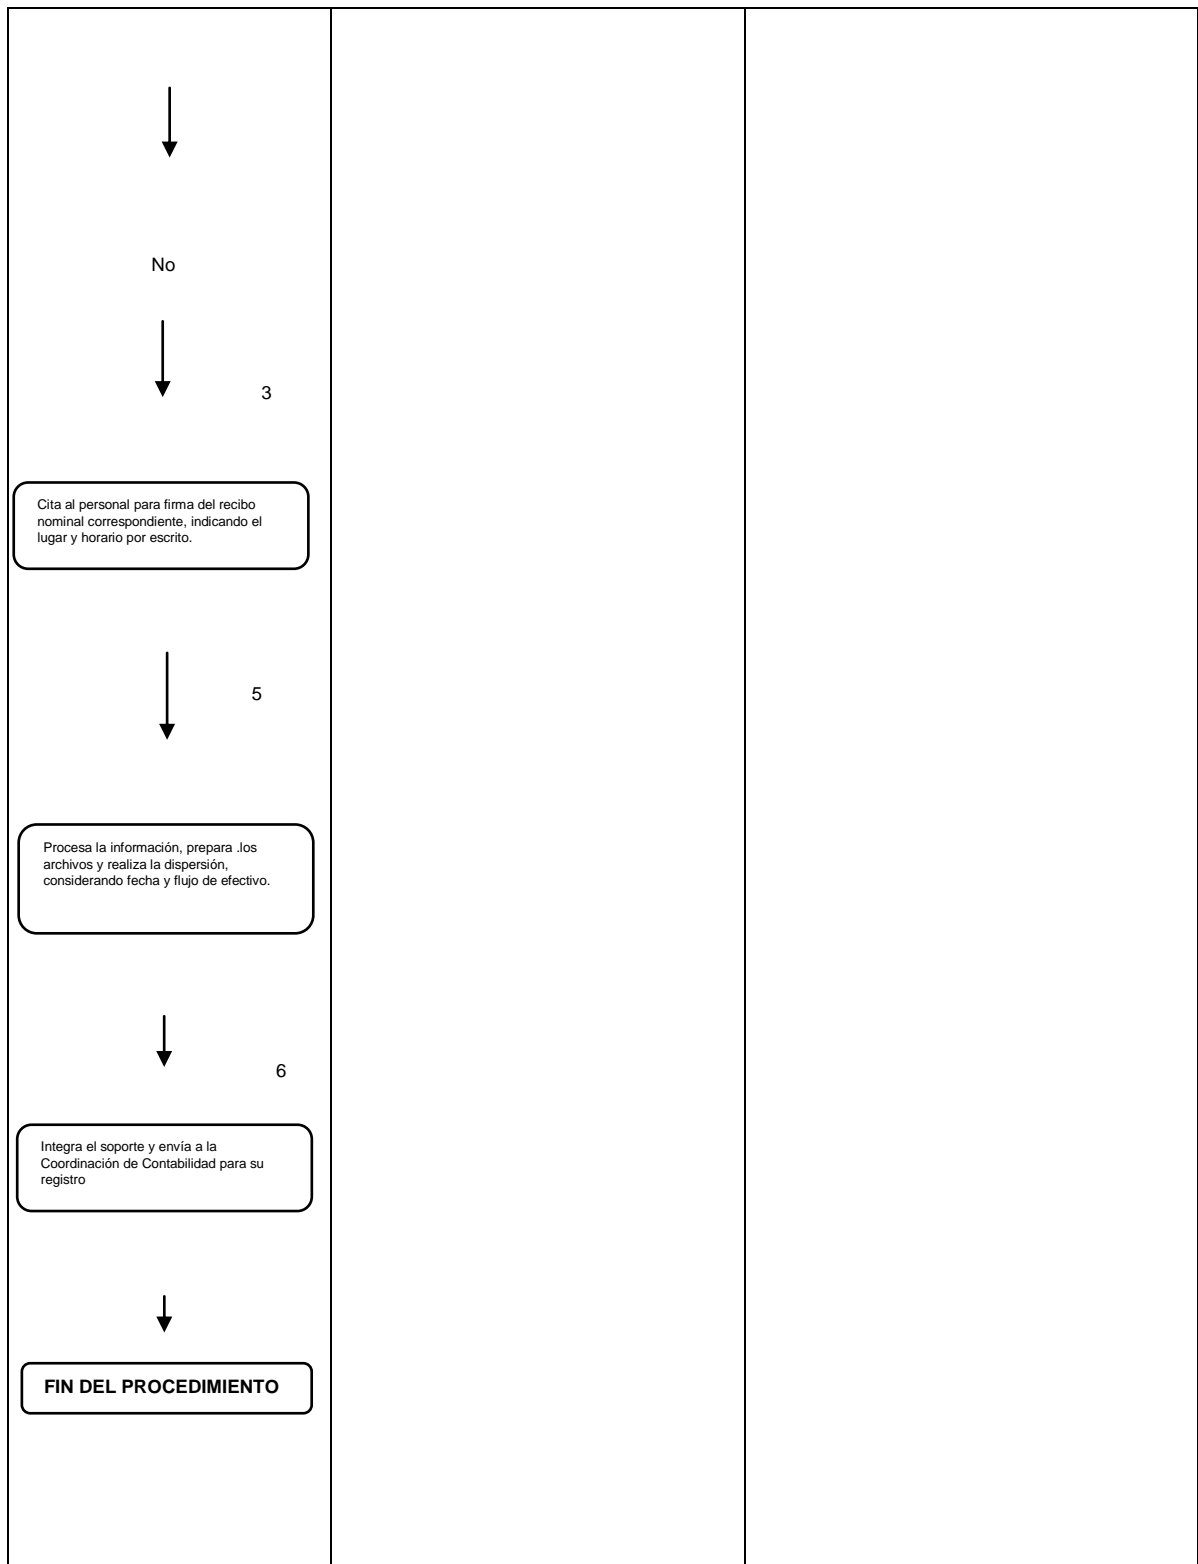 No
3
Cita al personal para firma del recibo
nominal correspondiente, indicando el
lugar y horario por escrito.
5
Procesa la información, prepara .los
archivos y realiza la dispersión,
considerando fecha y flujo de efectivo.
6
Integra el soporte y envía a la
Coordinación de Contabilidad para su
registro
FIN DEL PROCEDIMIENTO